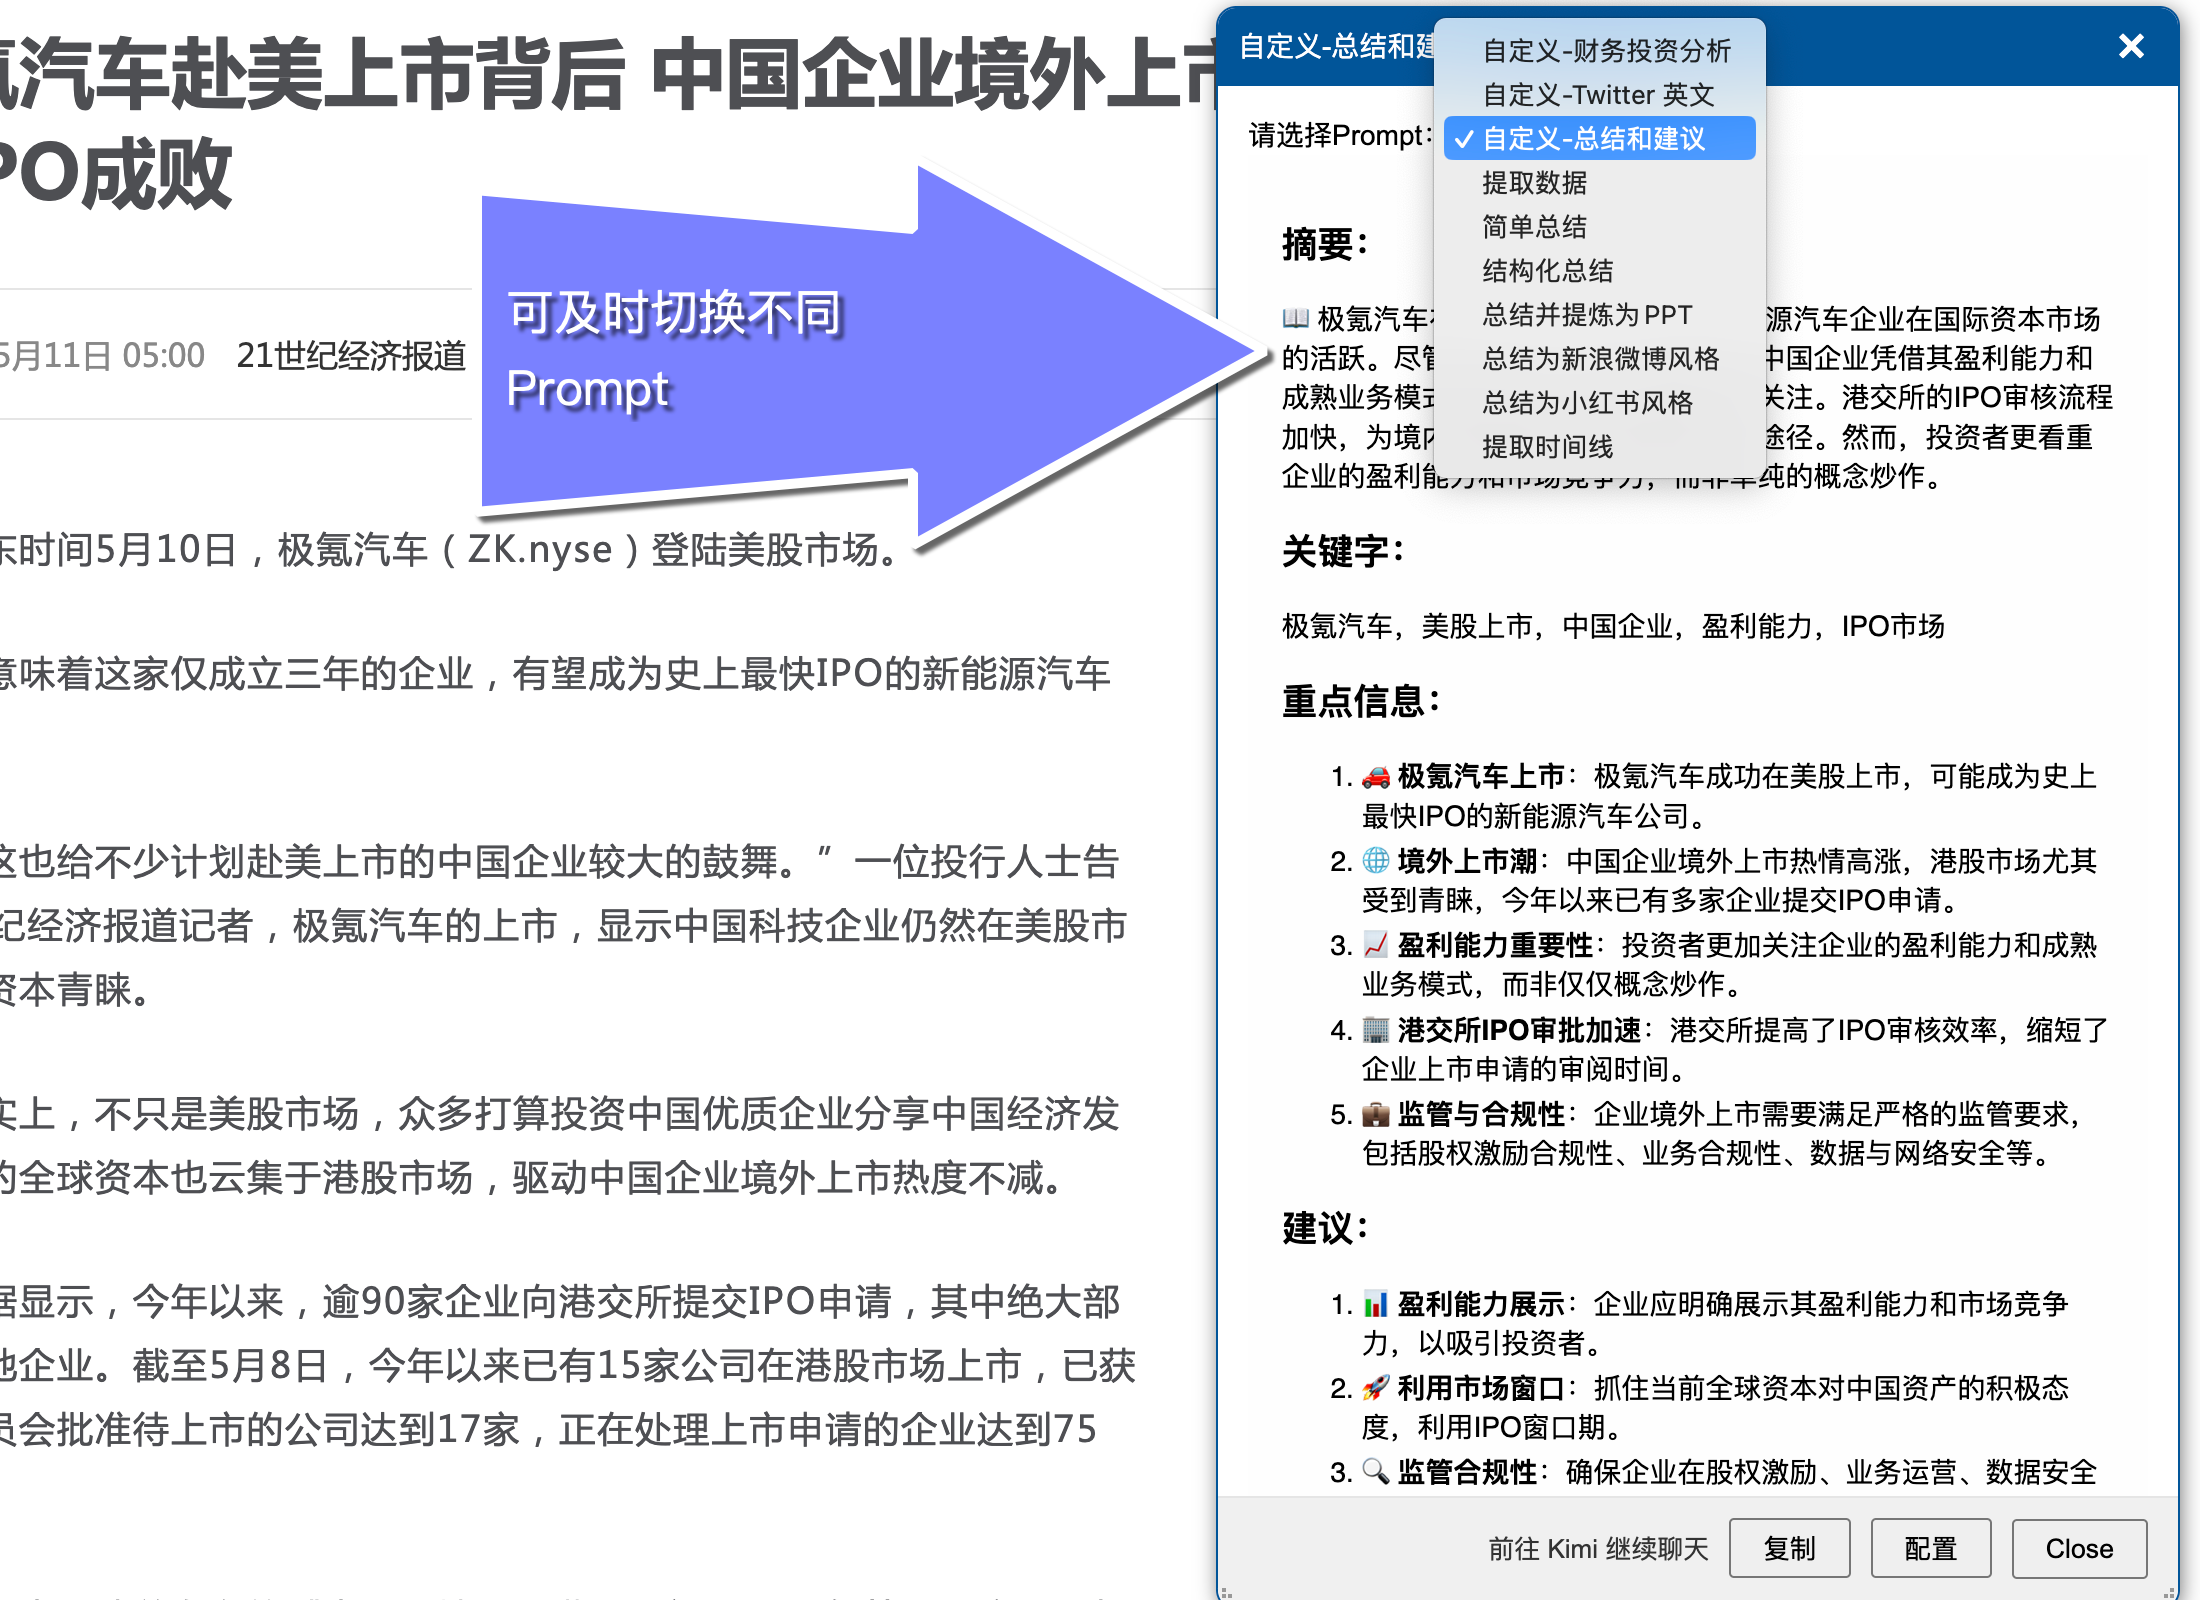 氪汽车赴美上市背后 中国企业境外上市
PO成败
5月11日 05:00 21世纪经济报道
可及时切换不同
Prompt
东时间5月10日，极氪汽车（ZK.nyse）登陆美股市场。
意味着这家仅成立三年的企业，有望成为史上最快IPO的新能源汽车
这也给不少计划赴美上市的中国企业较大的鼓舞。”一位投行人士告
纪经济报道记者，极氪汽车的上市，显示中国科技企业仍然在美股市
资本青睐。
实上，不只是美股市场，众多打算投资中国优质企业分享中国经济发
的全球资本也云集于港股市场，驱动中国企业境外上市热度不减。
据显示，今年以来，逾90家企业向港交所提交IPO申请，其中绝大部
地企业。截至5月8日，今年以来已有15家公司在港股市场上市，已获
员会批准待上市的公司达到17家，正在处理上市申请的企业达到75
自定义-总结和建
请选择Prompt:
自定义-财务投资分析
自定义-Twitter 英文
✓ 自定义-总结和建议
提取数据
简单总结
结构化总结
总结并提炼为PPT
总结为新浪微博风格
总结为小红书风格
提取时间线
摘要：
📖 极氪汽车 源汽车企业在国际资本市场
的活跃。尽管 中国企业凭借其盈利能力和
成熟业务模式 关注。港交所的IPO审核流程
加快，为境内 途径。然而，投资者更看重
企业的盈利能力和市场竞争力，而非单纯的概念炒作。
关键字：
极氪汽车，美股上市，中国企业，盈利能力，IPO市场
重点信息：
1. 🚗 极氪汽车上市：极氪汽车成功在美股上市，可能成为史上
最快IPO的新能源汽车公司。
2. 🌐 境外上市潮：中国企业境外上市热情高涨，港股市场尤其
受到青睐，今年以来已有多家企业提交IPO申请。
3. 📈 盈利能力重要性：投资者更加关注企业的盈利能力和成熟
业务模式，而非仅仅概念炒作。
4. 🏢 港交所IPO审批加速：港交所提高了IPO审核效率，缩短了
企业上市申请的审阅时间。
5. 💼 监管与合规性：企业境外上市需要满足严格的监管要求，
包括股权激励合规性、业务合规性、数据与网络安全等。
建议：
1. 📊 盈利能力展示：企业应明确展示其盈利能力和市场竞争
力，以吸引投资者。
2. 🚀 利用市场窗口：抓住当前全球资本对中国资产的积极态
度，利用IPO窗口期。
3. 🔍 监管合规性：确保企业在股权激励、业务运营、数据安全
前往 Kimi 继续聊天 复制 配置 Close